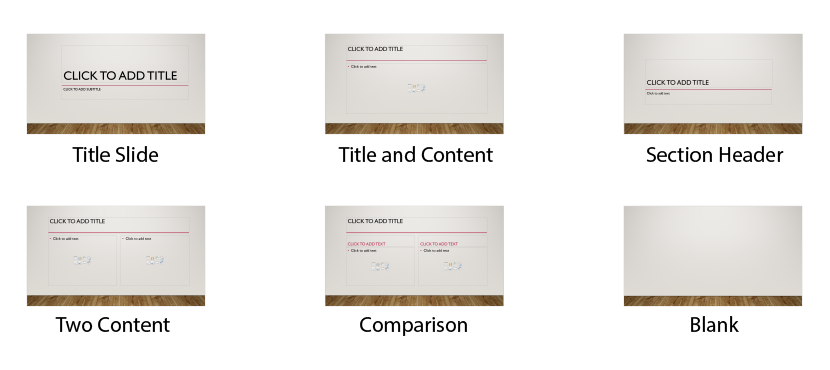 CLICK TO ADD TITLE
CLICK TO ADD SUBTITLE
Title Slide
CLICK TO ADD TITLE
• Click to add text
Title and Content
CLICK TO ADD TITLE
Click to add text
Section Header
CLICK TO ADD TITLE
• Click to add text
• Click to add text
Two Content
CLICK TO ADD TITLE
CLICK TO ADD TEXT
• Click to add text
CLICK TO ADD TEXT
• Click to add text
Comparison
Blank